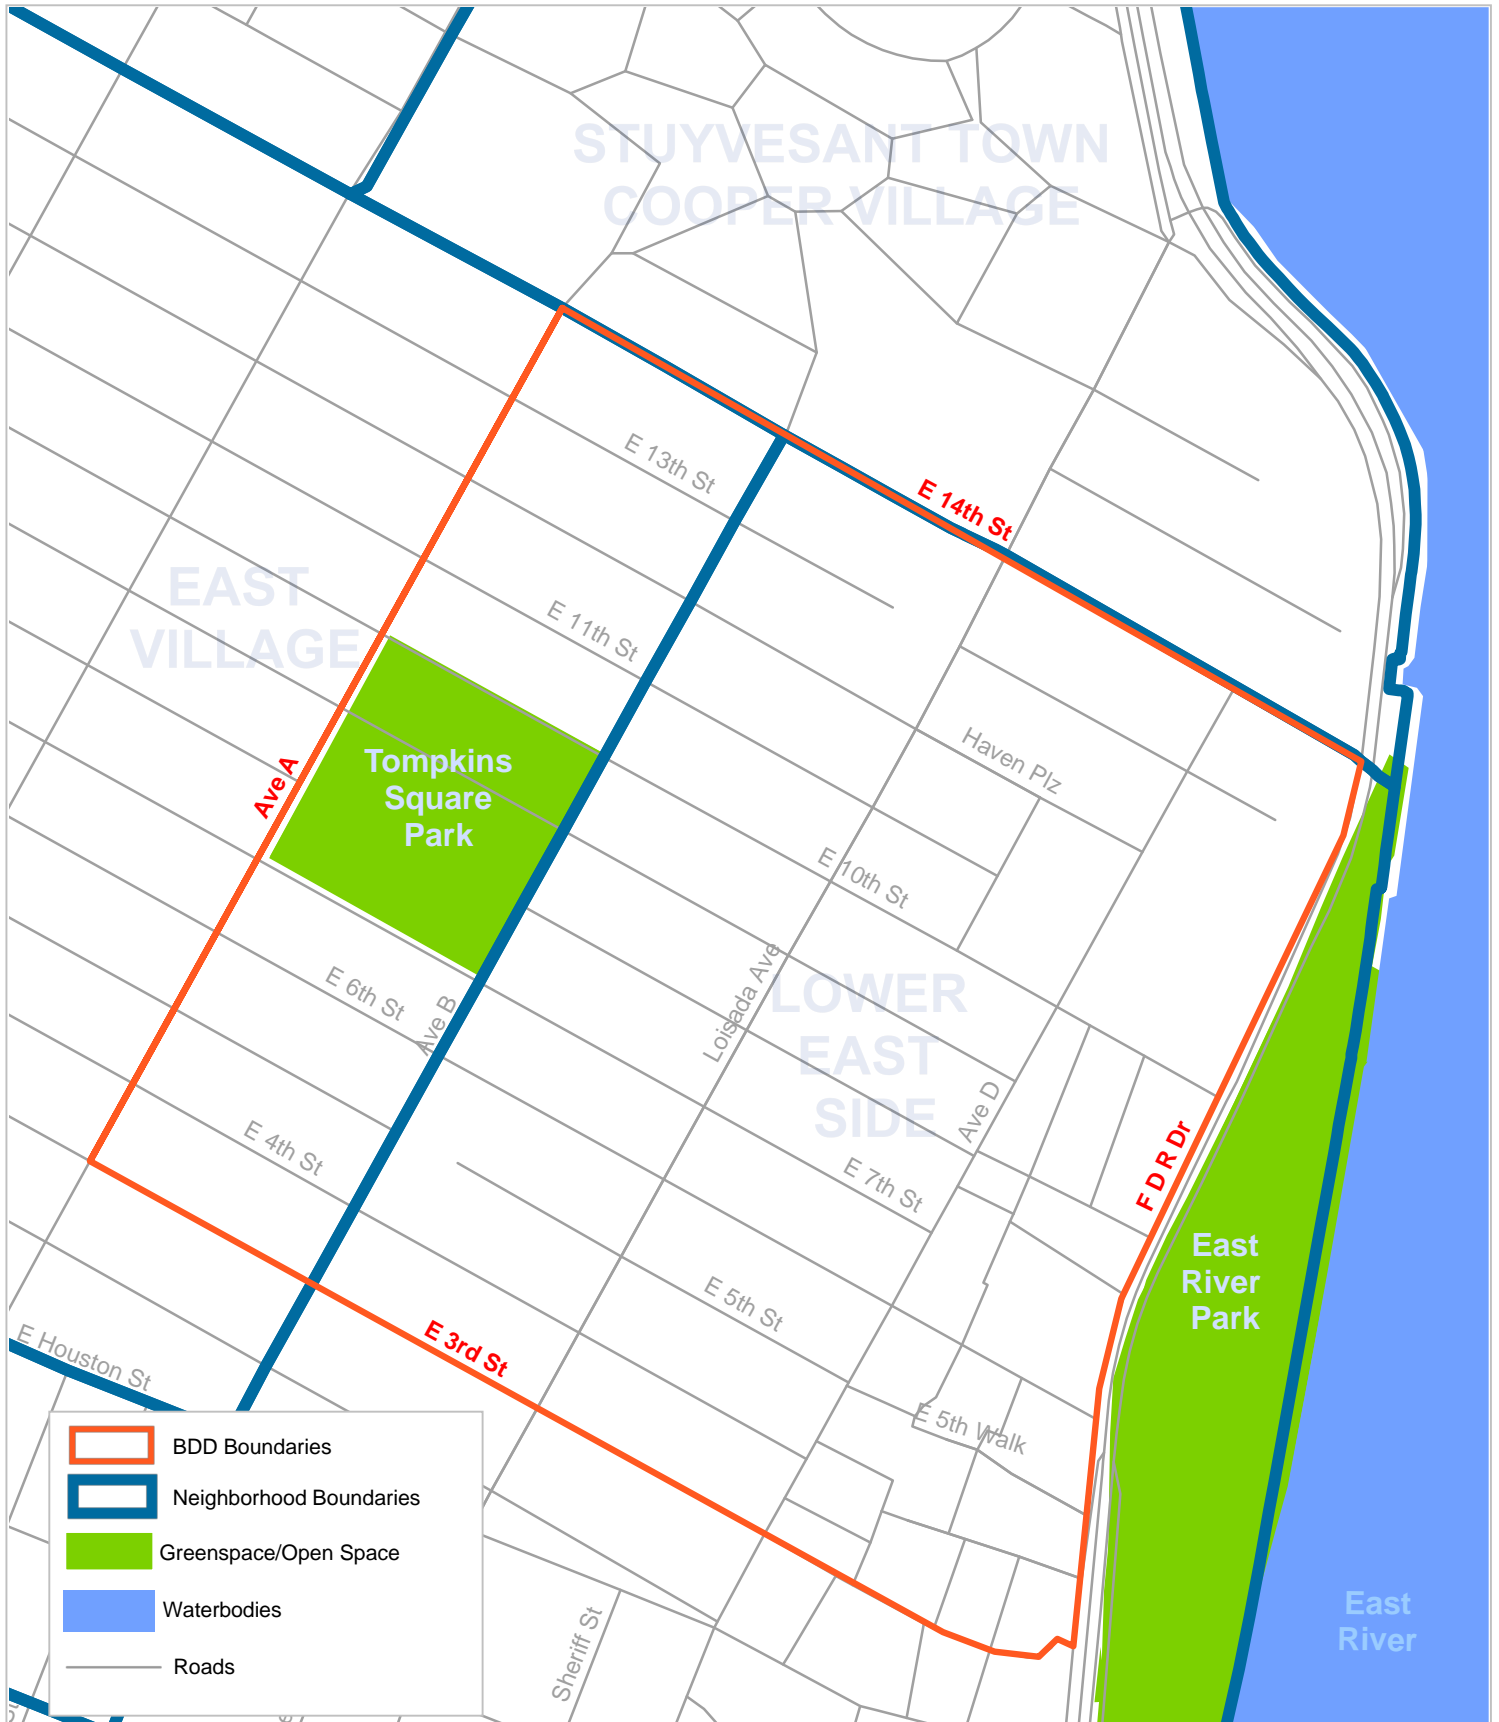 STUYVESANT TOWN
COOPER VILLAGE
E 13th St
E 14th St
EAST
VILLAGE
E 11th St
Haven Plz
Tompkins
Square
Park
Ave A
E 10th St
E 6th St
Ave B
Loisada Ave
LOWER
EAST
SIDE
Ave D
E 4th St
E 7th St
F D R Dr
East
River
Park
E 5th St
E 3rd St
E Houston St
E 5th Walk
BDD Boundaries
Neighborhood Boundaries
Greenspace/Open Space
Waterbodies
Roads
Sheriff St
East
River